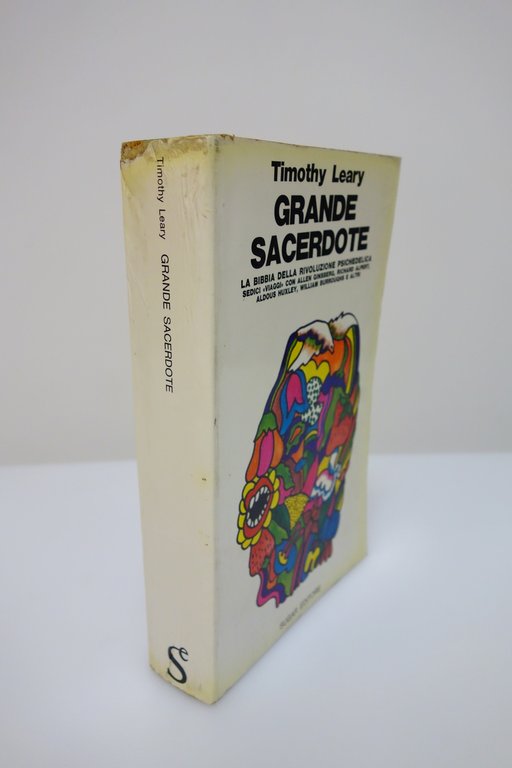 Timothy Leary
GRANDE SACERDOTE
Timothy Leary
GRANDE
SACERDOTE
LA BIBBIA DELLA RIVOLUZIONE PSICHEDELICA
SEDICI «VIAGGI» CON ALLEN GINSBERG, RICHARD ALPERT,
ALDOUS HUXLEY, WILLIAM BURROUGHS E ALTRI
SUGAR EDITORE
Se